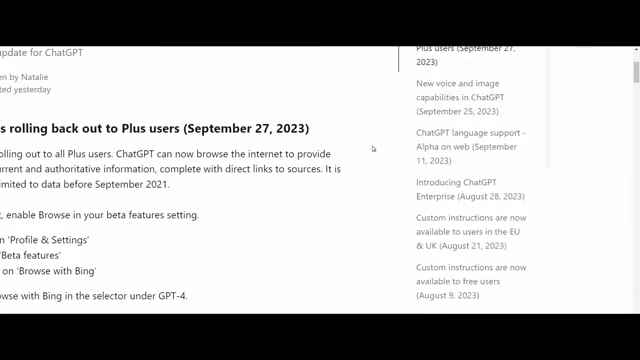 update for ChatGPT
en by Natalie
ted yesterday
s rolling back out to Plus users (September 27, 2023)
olling out to all Plus users. ChatGPT can now browse the internet to provide
urrent and authoritative information, complete with direct links to sources. It is
imited to data before September 2021.
t, enable Browse in your beta features setting.
n 'Profile & Settings'
'Beta features'
on 'Browse with Bing'
wse with Bing in the selector under GPT-4.
Plus users (September 27,
2023)
New voice and image
capabilities in ChatGPT
(September 25, 2023)
ChatGPT language support -
Alpha on web (September
11, 2023)
Introducing ChatGPT
Enterprise (August 28, 2023)
Custom instructions are now
available to users in the EU
& UK (August 21, 2023)
Custom instructions are now
available to free users
(August 9, 2023)